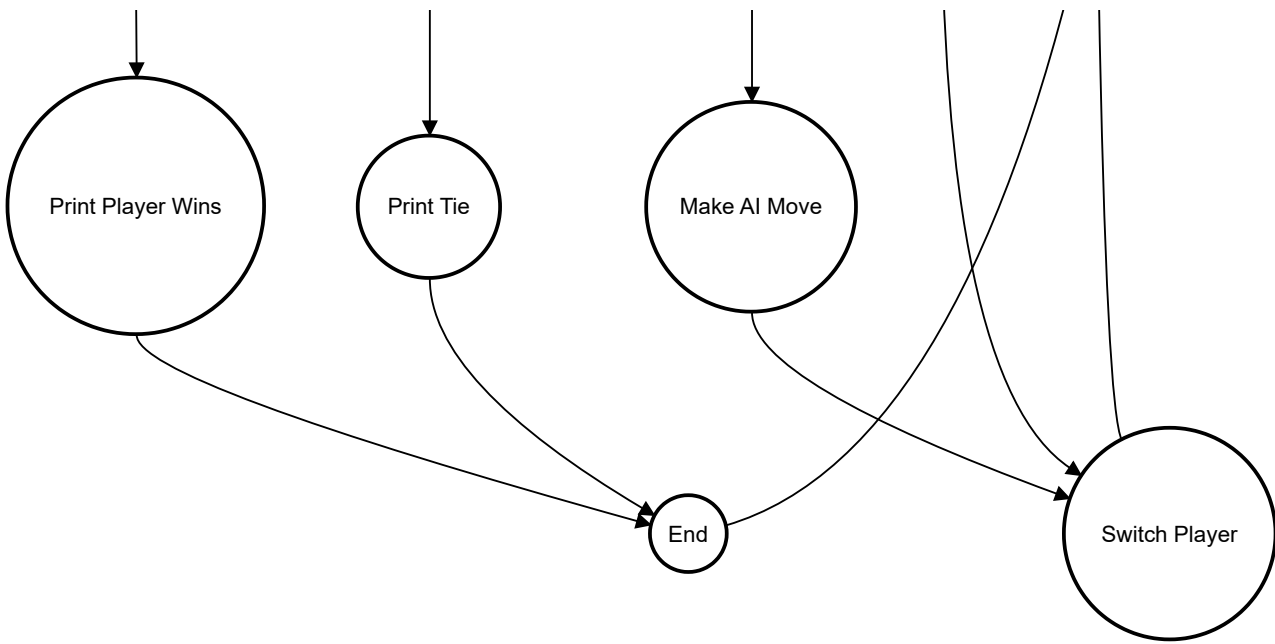 Print Player Wins
Print Tie
Make AI Move
End
Switch Player